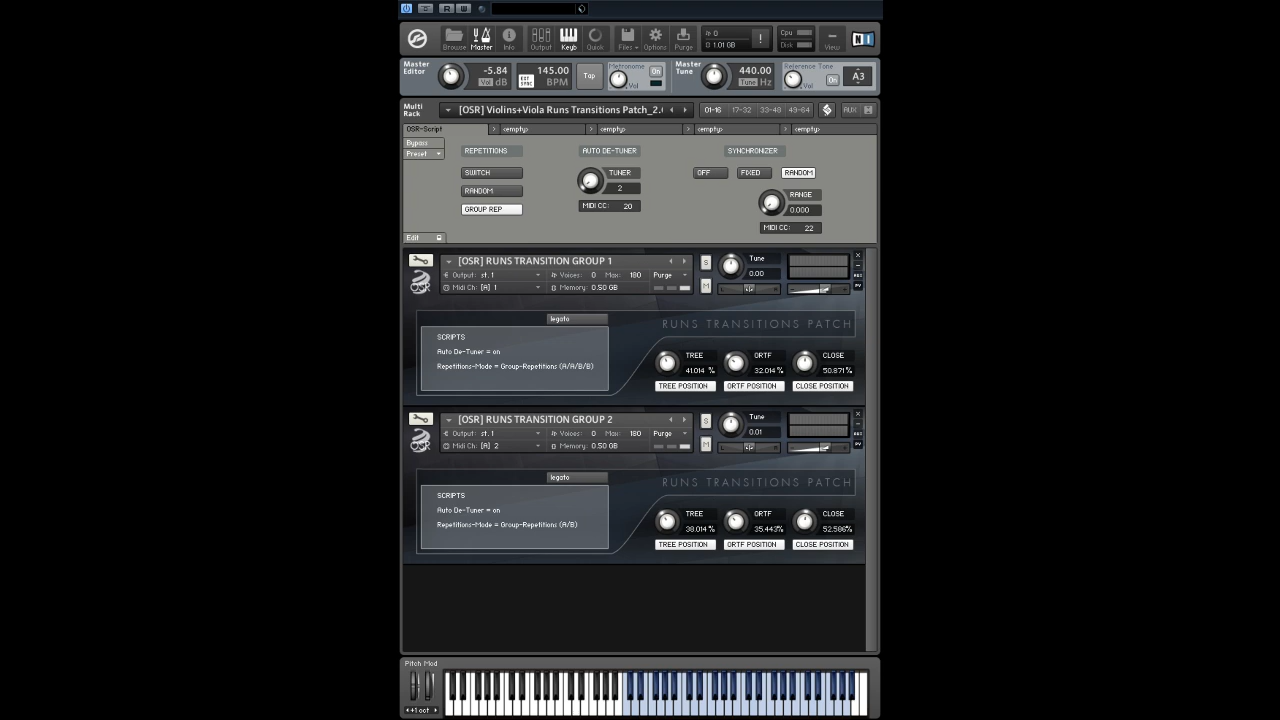 R
Browse Master Info Output Keyb Quick Files Options Purge
0
1.01 GB
!
Cpu
Disk
View
NI
Master Editor
-5.84
Vol dB
EXT SYNC
145.00
BPM
Tap
Metronome
On
Vol
Master Tune
440.00
Tune Hz
Reference Tone
On
Vol
A3
Multi Rack
[OSR] Violins+Viola Runs Transitions Patch_2.
01-16 17-32 33-48 49-64
AUX
OSR-Script
<empty>
<empty>
<empty>
<empty>
Bypass
Preset
Edit
REPETITIONS
SWITCH
RANDOM
GROUP REP
AUTO DE-TUNER
TUNER
2
MIDI CC: 20
SYNCHRONIZER
OFF FIXED RANDOM
RANGE
0.000
MIDI CC: 22
[OSR] RUNS TRANSITION GROUP 1
Output: st. 1 Voices: 0 Max: 180 Purge
Midi Ch: [A] 1 Memory: 0.50 GB
S
M
Tune
0.00
L R
OSR
legato
RUNS TRANSITIONS PATCH
SCRIPTS
Auto De-Tuner = on
Repetitions-Mode = Group-Repetitions (A/A/B/B)
TREE
41.014 %
TREE POSITION
ORTF
32.014 %
ORTF POSITION
CLOSE
50.871 %
CLOSE POSITION
[OSR] RUNS TRANSITION GROUP 2
Output: st. 1 Voices: 0 Max: 180 Purge
Midi Ch: [A] 2 Memory: 0.50 GB
S
M
Tune
0.01
L R
OSR
legato
RUNS TRANSITIONS PATCH
SCRIPTS
Auto De-Tuner = on
Repetitions-Mode = Group-Repetitions (A/B)
TREE
38.014 %
TREE POSITION
ORTF
35.443%
ORTF POSITION
CLOSE
52.586%
CLOSE POSITION
Pitch Mod
+1 oct